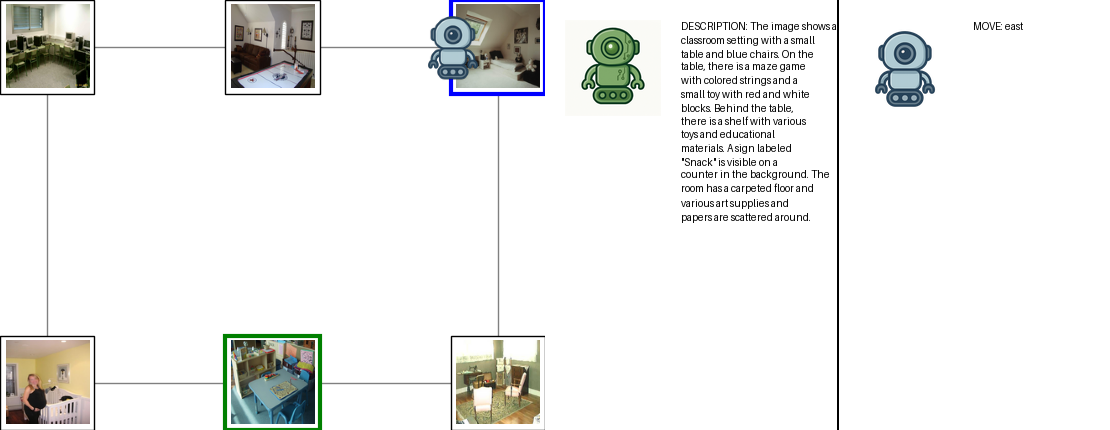 DESCRIPTION: The image shows a
classroom setting with a small
table and blue chairs. On the
table, there is a maze game
with colored strings and a
small toy with red and white
blocks. Behind the table,
there is a shelf with various
toys and educational
materials. A sign labeled
"Snack" is visible on a
counter in the background. The
room has a carpeted floor and
various art supplies and
papers are scattered around.
MOVE: east